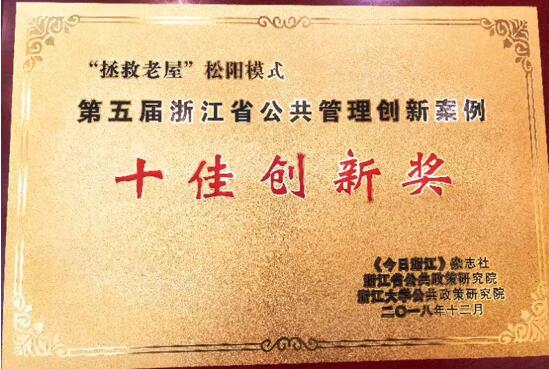 “拯救老屋”松阳模式
第五届浙江省公共管理创新案例
十佳创新奖
《今日浙江》杂志社
浙江省公共政策研究院
浙江大学公共政策研究院
二〇一八年十二月